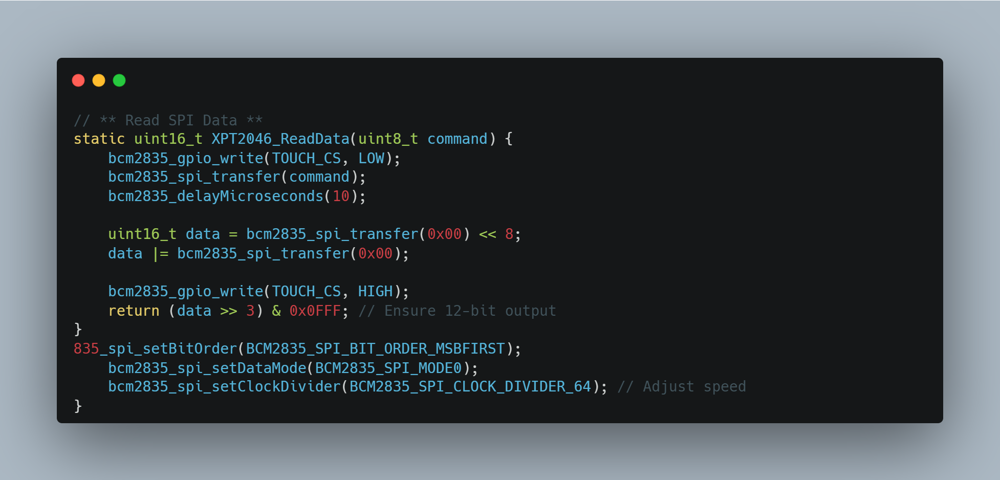 // ** Read SPI Data **
static uint16_t XPT2046_ReadData(uint8_t command) {
    bcm2835_gpio_write(TOUCH_CS, LOW);
    bcm2835_spi_transfer(command);
    bcm2835_delayMicroseconds(10);

    uint16_t data = bcm2835_spi_transfer(0x00) << 8;
    data |= bcm2835_spi_transfer(0x00);

    bcm2835_gpio_write(TOUCH_CS, HIGH);
    return (data >> 3) & 0x0FFF; // Ensure 12-bit output
}
835_spi_setBitOrder(BCM2835_SPI_BIT_ORDER_MSBFIRST);
    bcm2835_spi_setDataMode(BCM2835_SPI_MODE0);
    bcm2835_spi_setClockDivider(BCM2835_SPI_CLOCK_DIVIDER_64); // Adjust speed
}